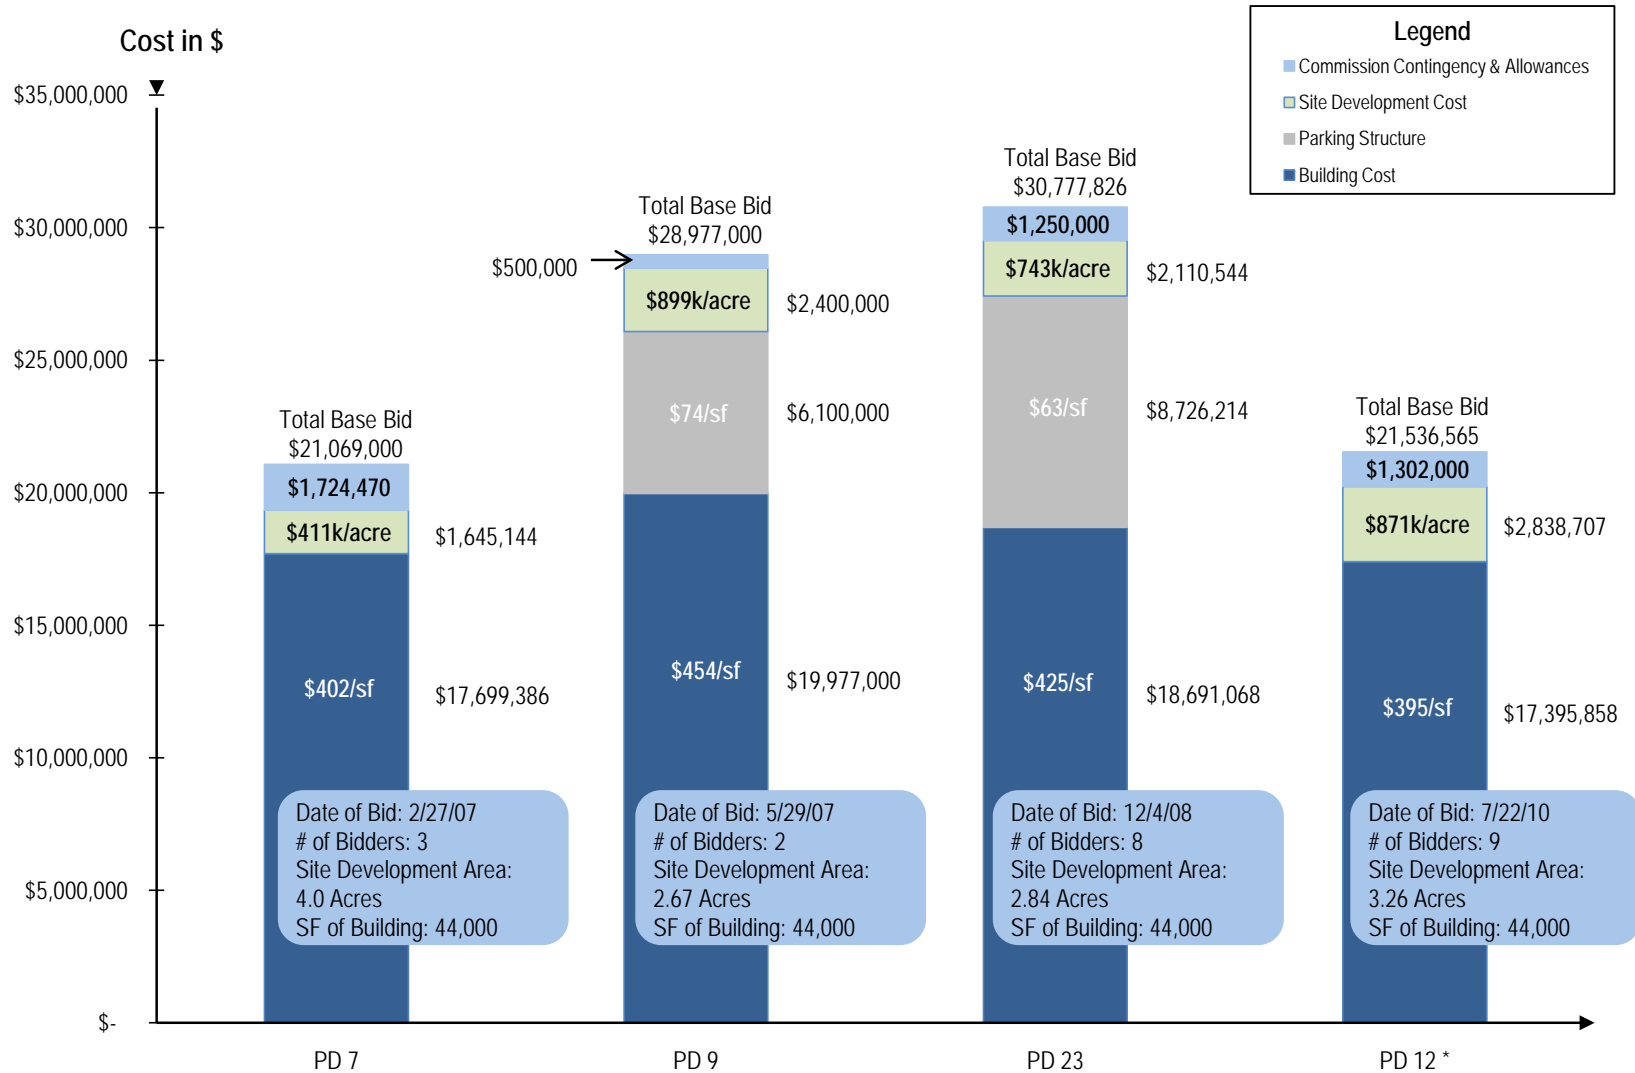 Cost in $
Legend
Commission Contingency & Allowances
Site Development Cost
Parking Structure
Building Cost
$35,000,000
$30,000,000
$25,000,000
$20,000,000
$15,000,000
$10,000,000
$5,000,000
$-
Total Base Bid
$21,069,000
$1,724,470
$411k/acre
$1,645,144
$402/sf
$17,699,386
Date of Bid: 2/27/07
# of Bidders: 3
Site Development Area:
4.0 Acres
SF of Building: 44,000
PD 7
Total Base Bid
$28,977,000
$500,000
$899k/acre
$2,400,000
$74/sf
$6,100,000
$454/sf
$19,977,000
Date of Bid: 5/29/07
# of Bidders: 2
Site Development Area:
2.67 Acres
SF of Building: 44,000
PD 9
Total Base Bid
$30,777,826
$1,250,000
$743k/acre
$2,110,544
$63/sf
$8,726,214
$425/sf
$18,691,068
Date of Bid: 12/4/08
# of Bidders: 8
Site Development Area:
2.84 Acres
SF of Building: 44,000
PD 23
Total Base Bid
$21,536,565
$1,302,000
$871k/acre
$2,838,707
$395/sf
$17,395,858
Date of Bid: 7/22/10
# of Bidders: 9
Site Development Area:
3.26 Acres
SF of Building: 44,000
PD 12 *